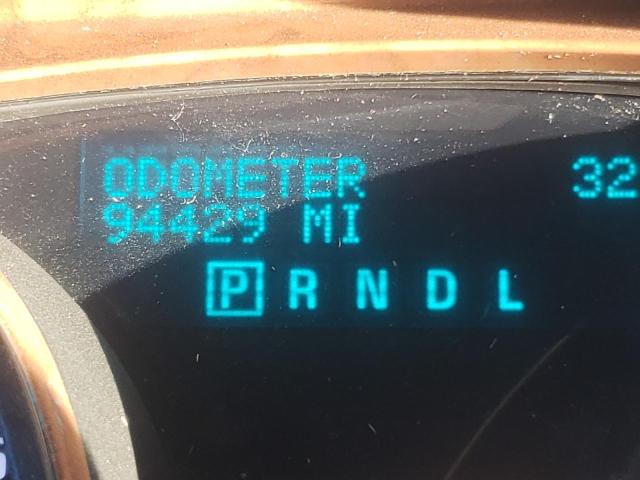 ODOMETER 32
94429 MI
P R N D L